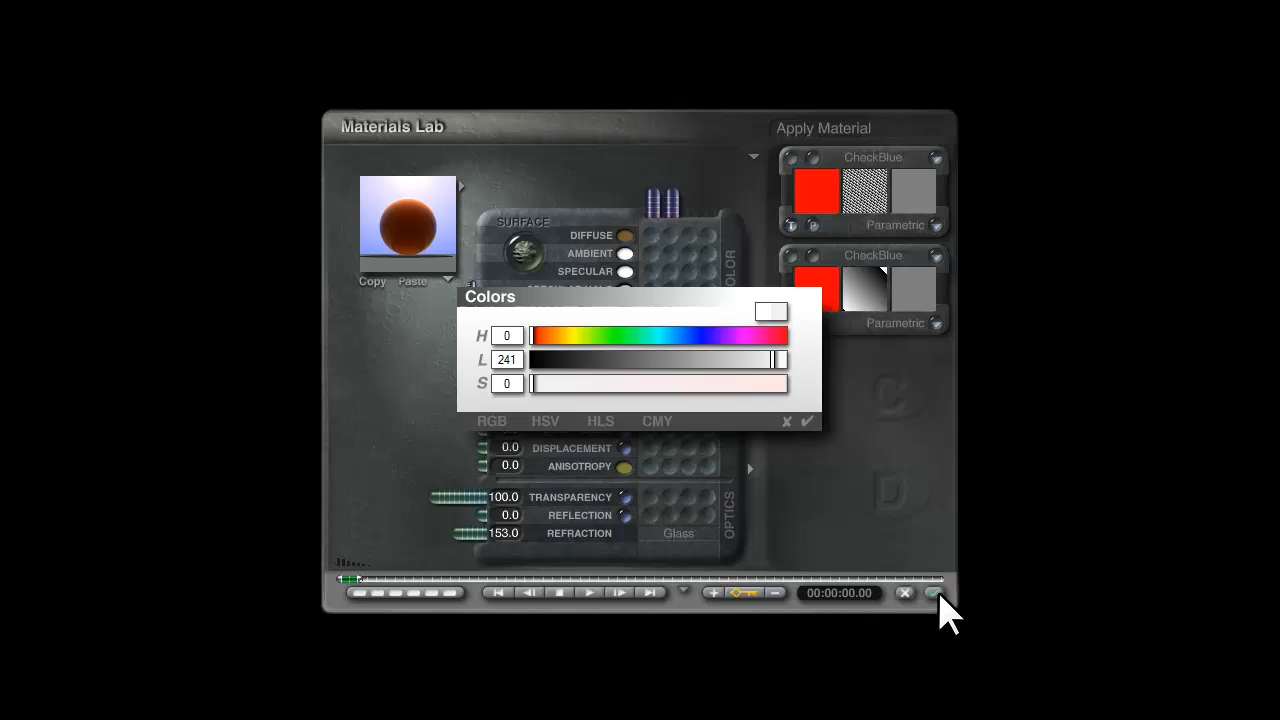 Materials Lab
Apply Material
CheckBlue
Parametric
CheckBlue
Parametric
Copy Paste
SURFACE
DIFFUSE
AMBIENT
SPECULAR
Colors
H 0
L 241
S 0
RGB HSV HLS CMY
0.0 DISPLACEMENT
0.0 ANISOTROPY
100.0 TRANSPARENCY
0.0 REFLECTION
153.0 REFRACTION
Glass
OPTICS
C
D
00:00:00.00